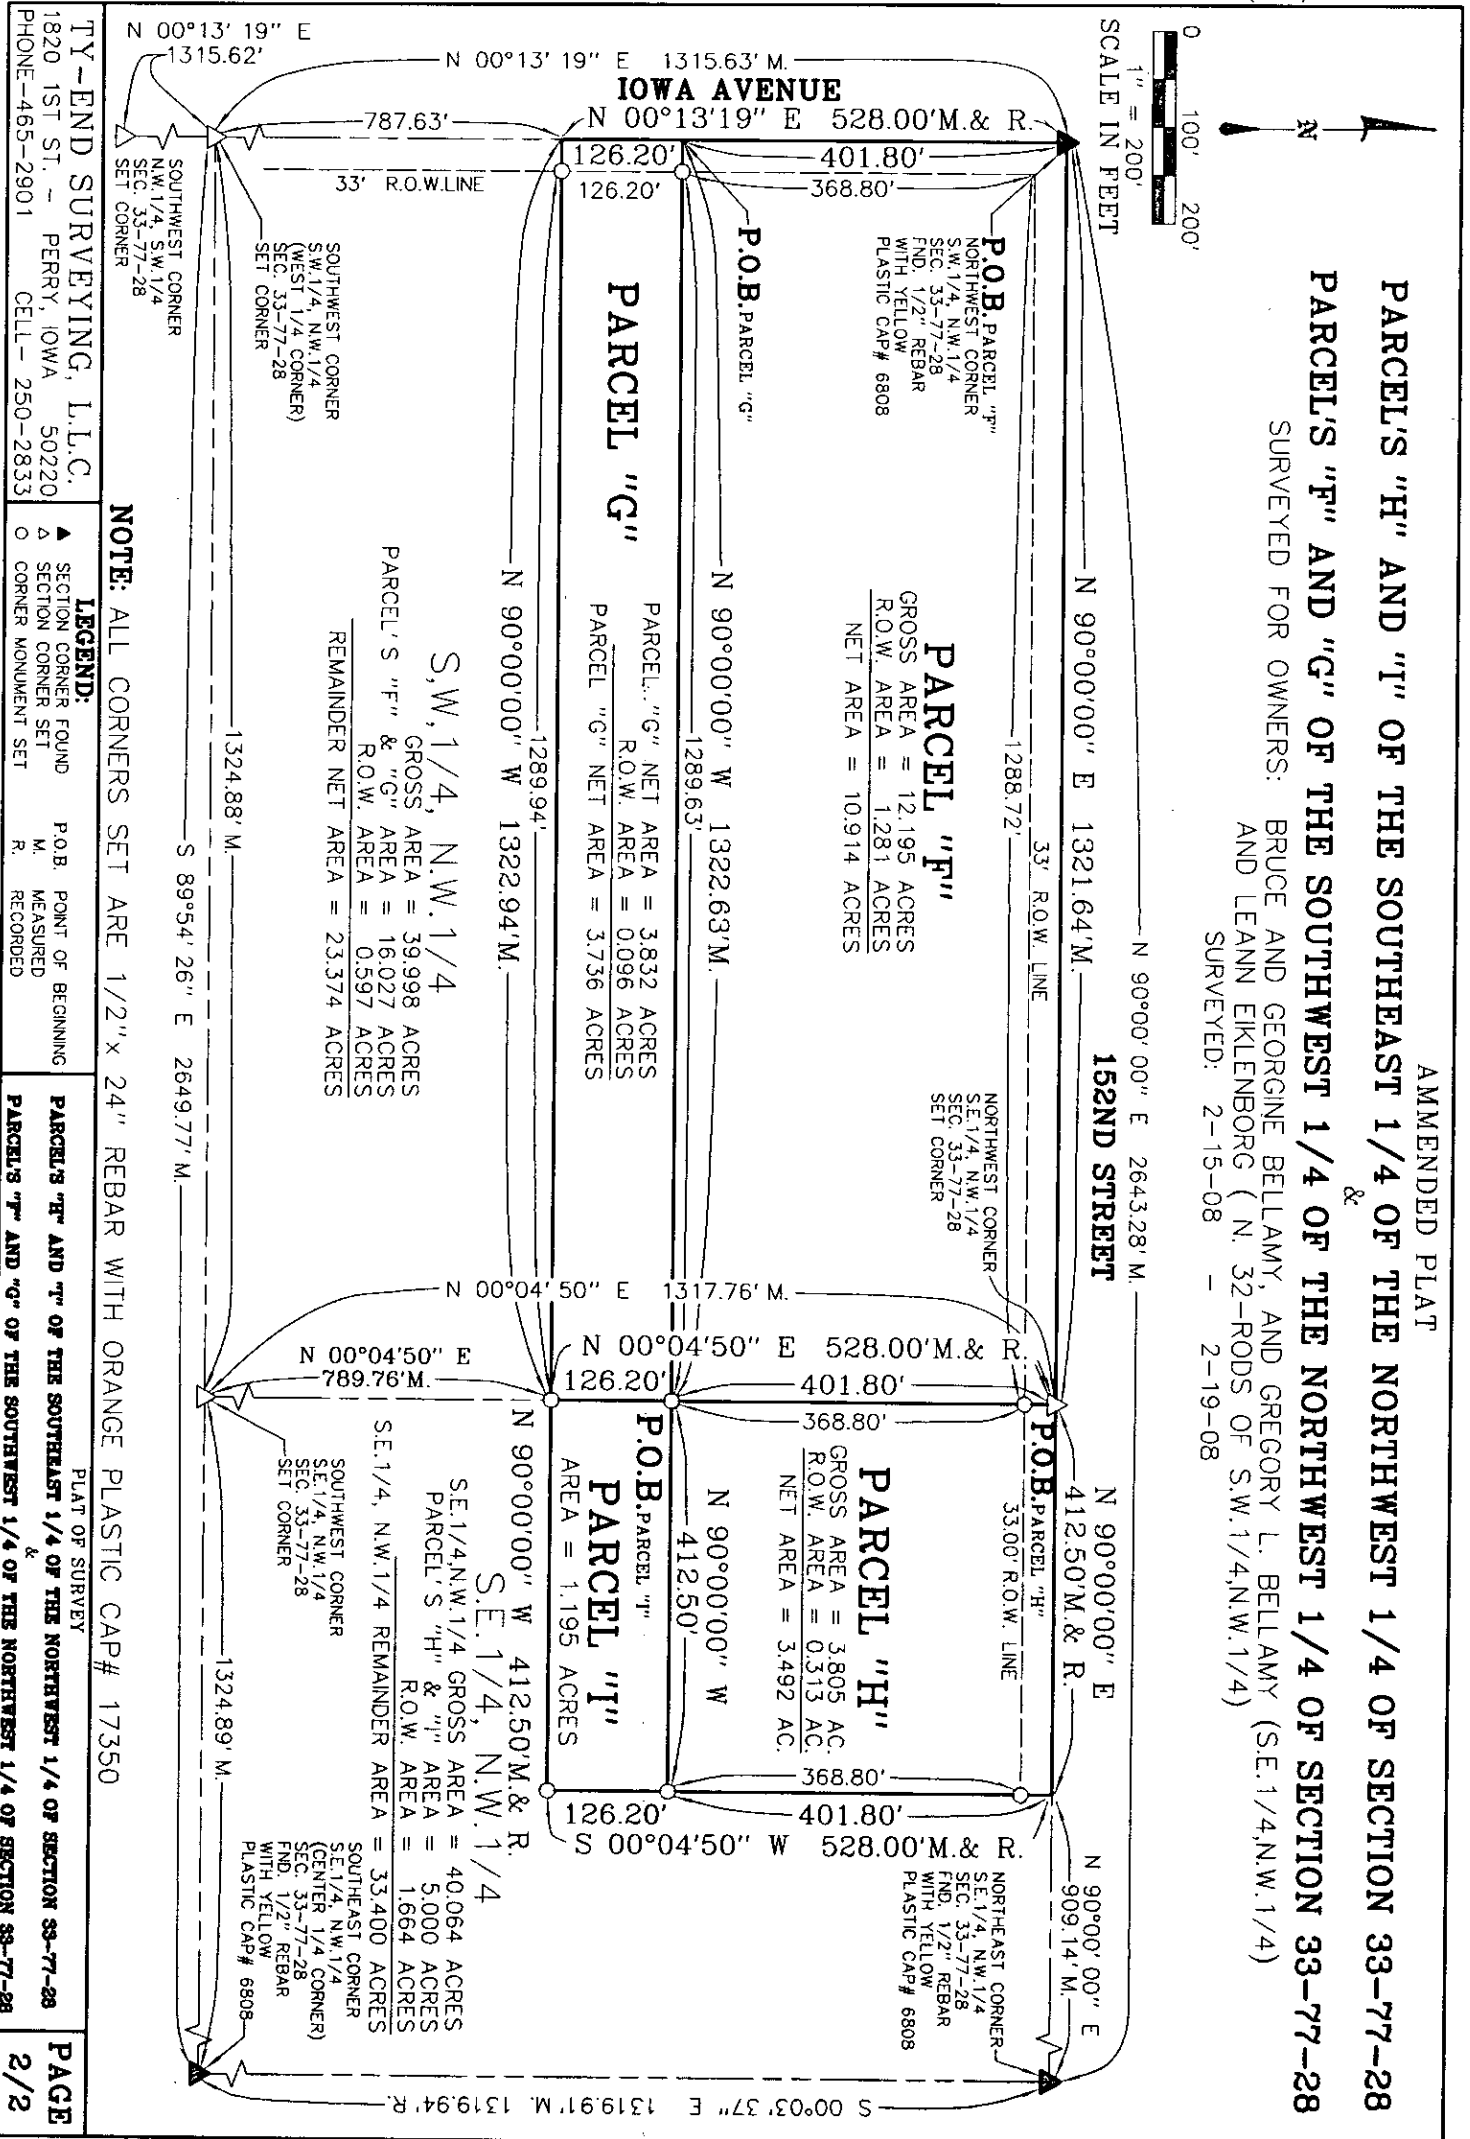 AMMENDED PLAT
PARCEL'S "H" AND "I" OF THE SOUTHEAST 1/4 OF THE NORTHWEST 1/4 OF SECTION 33-77-28
&
PARCEL'S "F" AND "G" OF THE SOUTHWEST 1/4 OF THE NORTHWEST 1/4 OF SECTION 33-77-28
SURVEYED FOR OWNERS: BRUCE AND GEORGINE BELLAMY, AND GREGORY L. BELLAMY (S.E.1/4,N.W.1/4)
AND LEANN EIKLENBORG ( N. 32-RODS OF S.W.1/4,N.W.1/4)
SURVEYED: 2-15-08 - 2-19-08
N
0 100' 200'
1" = 200'
SCALE IN FEET
N 90°00'00" E 2643.28' M.
152ND STREET
N 90°00'00" E 1321.64'M.
N 90°00'00" E
412.50'M.& R.
N 90°00'00" E
909.14' M.
33' R.O.W. LINE
1288.72'
33.00' R.O.W. LINE
P.O.B. PARCEL "F"
NORTHWEST CORNER
S.W.1/4, N.W.1/4
SEC. 33-77-28
FND. 1/2" REBAR
WITH YELLOW
PLASTIC CAP# 6808
NORTHWEST CORNER
S.E.1/4, N.W.1/4
SEC. 33-77-28
SET CORNER
P.O.B. PARCEL "H"
NORTHEAST CORNER
S.E.1/4, N.W.1/4
SEC. 33-77-28
FND. 1/2" REBAR
WITH YELLOW
PLASTIC CAP# 6808
PARCEL "F"
GROSS AREA = 12.195 ACRES
R.O.W. AREA = 1.281 ACRES
NET AREA = 10.914 ACRES
PARCEL "H"
GROSS AREA = 3.805 AC.
R.O.W. AREA = 0.313 AC.
NET AREA = 3.492 AC.
IOWA AVENUE
N 00°13'19" E 528.00'M.& R.
N 00°13'19" E 1315.63' M.
401.80'
368.80'
126.20'
126.20'
787.63'
33' R.O.W.LINE
N 00°13'19" E
1315.62'
N 00°04'50" E 528.00'M.& R.
N 00°04'50" E 1317.76' M.
401.80'
368.80'
126.20'
N 00°04'50" E
789.76'M.
368.80'
401.80'
126.20'
S 00°04'50" W 528.00'M.& R.
S 00°03'37" E 1319.91' M. 1319.94' R.
P.O.B. PARCEL "G"
N 90°00'00" W 1322.63'M.
1289.63'
N 90°00'00" W
412.50'
P.O.B. PARCEL "I"
PARCEL "G"
PARCEL.. "G" NET AREA = 3.832 ACRES
R.O.W. AREA = 0.096 ACRES
PARCEL "G" NET AREA = 3.736 ACRES
PARCEL "I"
AREA = 1.195 ACRES
1289.94'
N 90°00'00" W 1322.94'M.
N 90°00'00" W 412.50'M.& R.
S,W,1/4, N.W.1/4
GROSS AREA = 39.998 ACRES
PARCEL'S "F" & "G" AREA = 16.027 ACRES
R.O.W. AREA = 0.597 ACRES
REMAINDER NET AREA = 23.374 ACRES
S.E.1/4, N.W.1/4
S.E.1/4,N.W.1/4 GROSS AREA = 40.064 ACRES
PARCEL'S "H" & "I" AREA = 5.000 ACRES
R.O.W. AREA = 1.664 ACRES
S.E.1/4, N.W.1/4 REMAINDER AREA = 33.400 ACRES
SOUTHWEST CORNER
S.W.1/4, N.W.1/4
(WEST 1/4 CORNER)
SEC. 33-77-28
SET CORNER
SOUTHWEST CORNER
S.E.1/4, N.W.1/4
SEC. 33-77-28
SET CORNER
SOUTHEAST CORNER
S.E.1/4, N.W.1/4
(CENTER 1/4 CORNER)
SEC. 33-77-28
FND. 1/2" REBAR
WITH YELLOW
PLASTIC CAP# 6808
1324.88' M.
1324.89' M.
S 89°54'26" E 2649.77' M.
SOUTHWEST CORNER
N.W.1/4, S.W.1/4
SEC. 33-77-28
SET CORNER
NOTE: ALL CORNERS SET ARE 1/2"x 24" REBAR WITH ORANGE PLASTIC CAP# 17350
TY-END SURVEYING, L.L.C.
1820 1ST ST. - PERRY, IOWA 50220
PHONE-465-2901 CELL- 250-2833
LEGEND:
▲ SECTION CORNER FOUND
△ SECTION CORNER SET
○ CORNER MONUMENT SET
P.O.B. POINT OF BEGINNING
M. MEASURED
R. RECORDED
PLAT OF SURVEY
PARCEL'S "H" AND "I" OF THE SOUTHEAST 1/4 OF THE NORTHWEST 1/4 OF SECTION 33-77-28
&
PARCEL'S "F" AND "G" OF THE SOUTHWEST 1/4 OF THE NORTHWEST 1/4 OF SECTION 33-77-28
PAGE
2/2